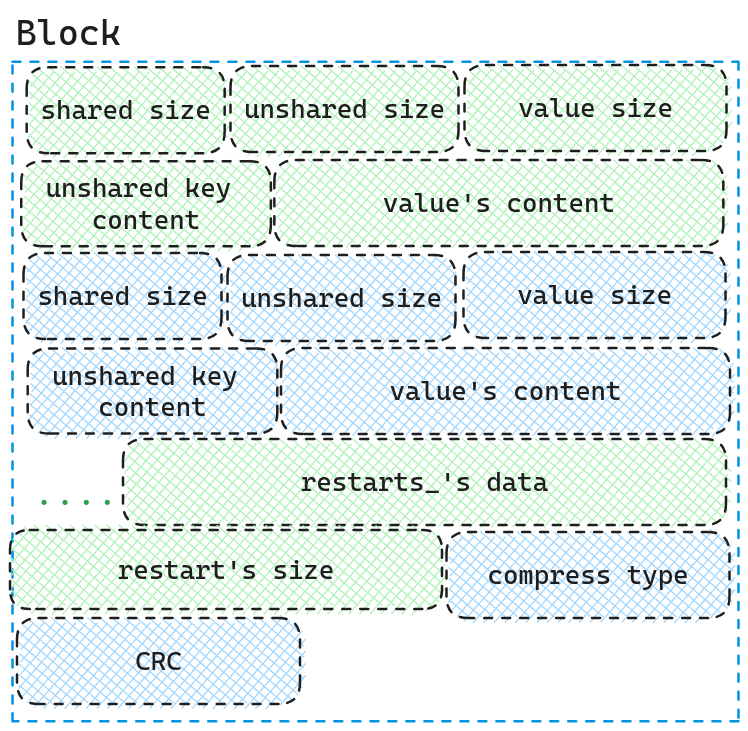 Block
shared size
unshared size
value size
unshared key
content
value's content
shared size
unshared size
value size
unshared key
content
value's content
....
restarts_'s data
restart's size
compress type
CRC